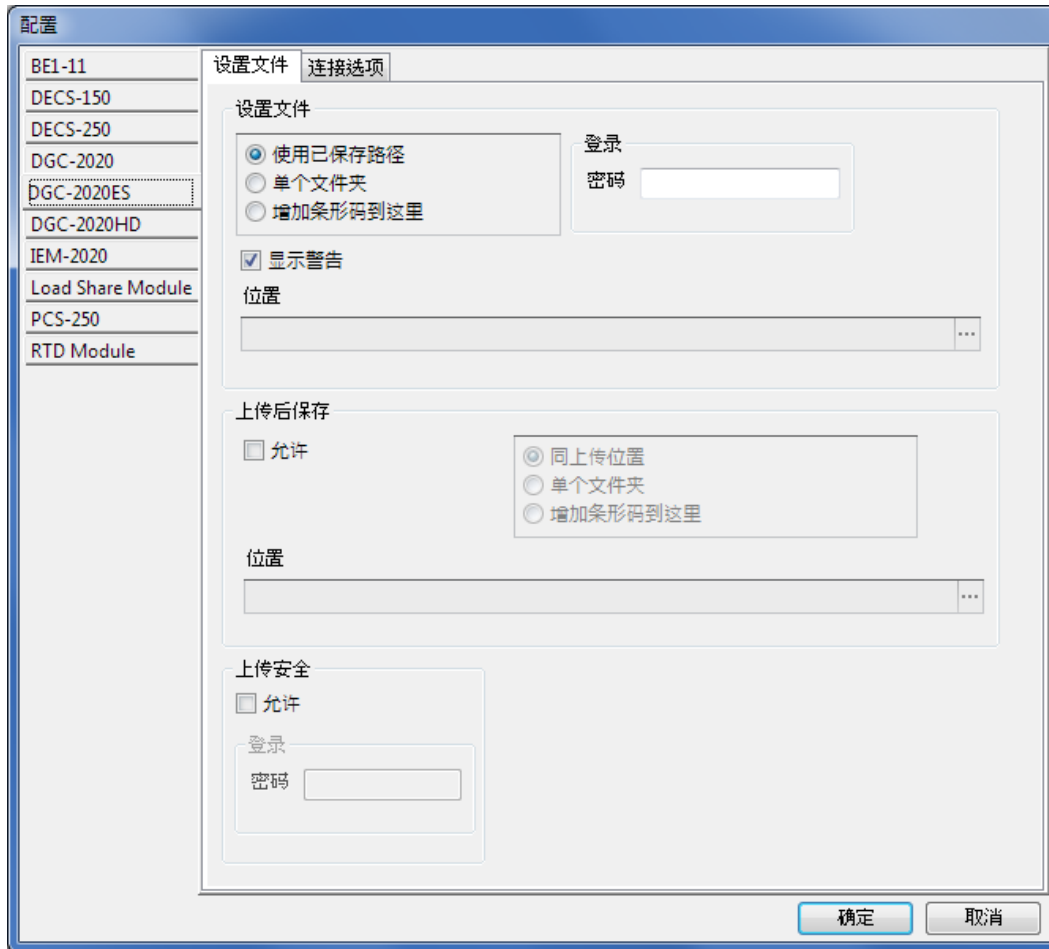 配置
BE1-11
DECS-150
DECS-250
DGC-2020
DGC-2020ES
DGC-2020HD
IEM-2020
Load Share Module
PCS-250
RTD Module
设置文件 连接选项
设置文件
使用已保存路径
单个文件夹
增加条形码到这里
登录
密码
显示警告
位置
...
上传后保存
允许
同上传位置
单个文件夹
增加条形码到这里
位置
...
上传安全
允许
登录
密码
确定 取消